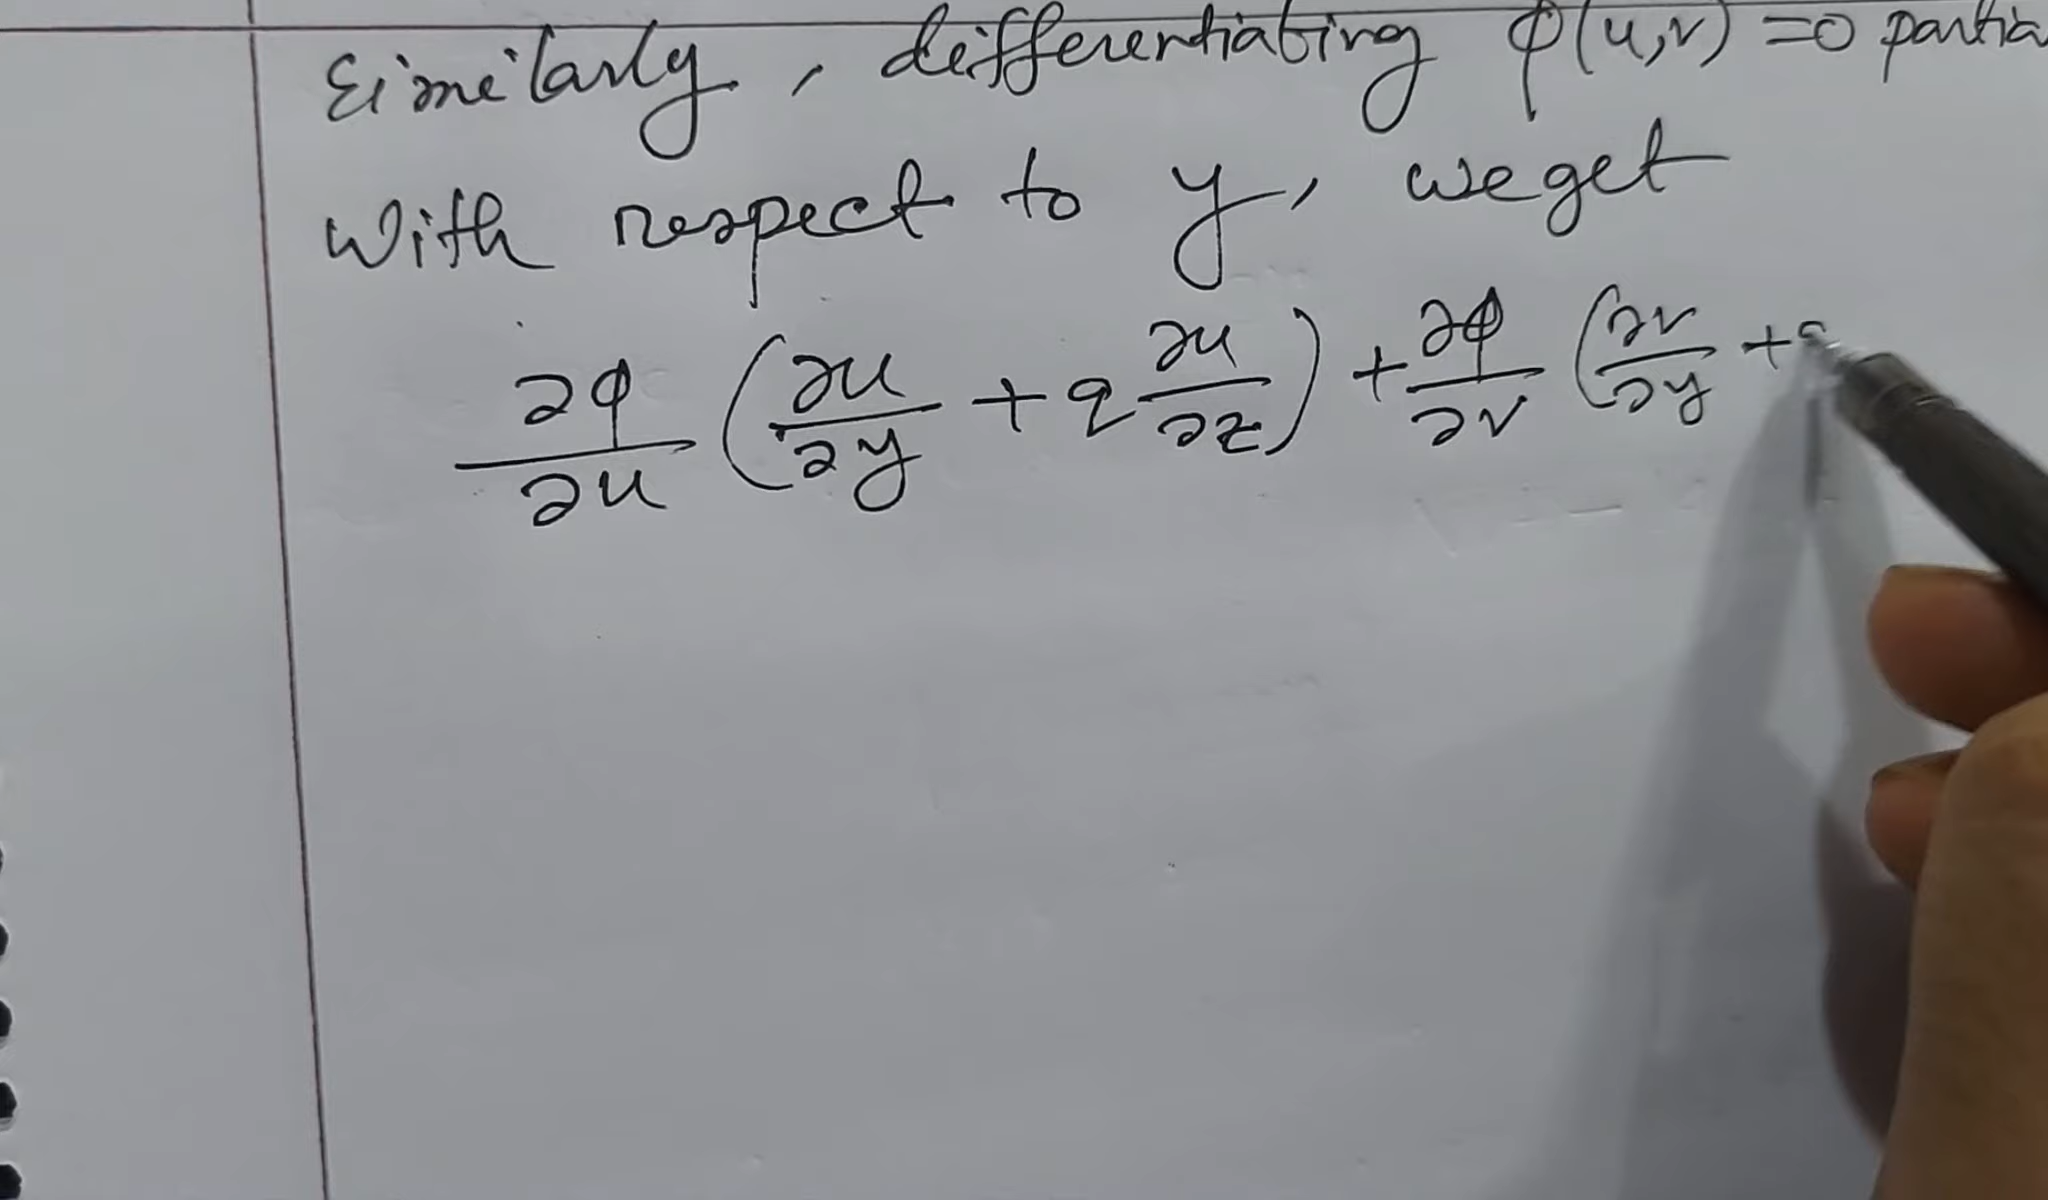 Similarly, differentiating φ(u,v)=0 partia
With respect to y, we get
∂φ/∂u (∂u/∂y + q ∂u/∂z) + ∂φ/∂v (∂v/∂y +